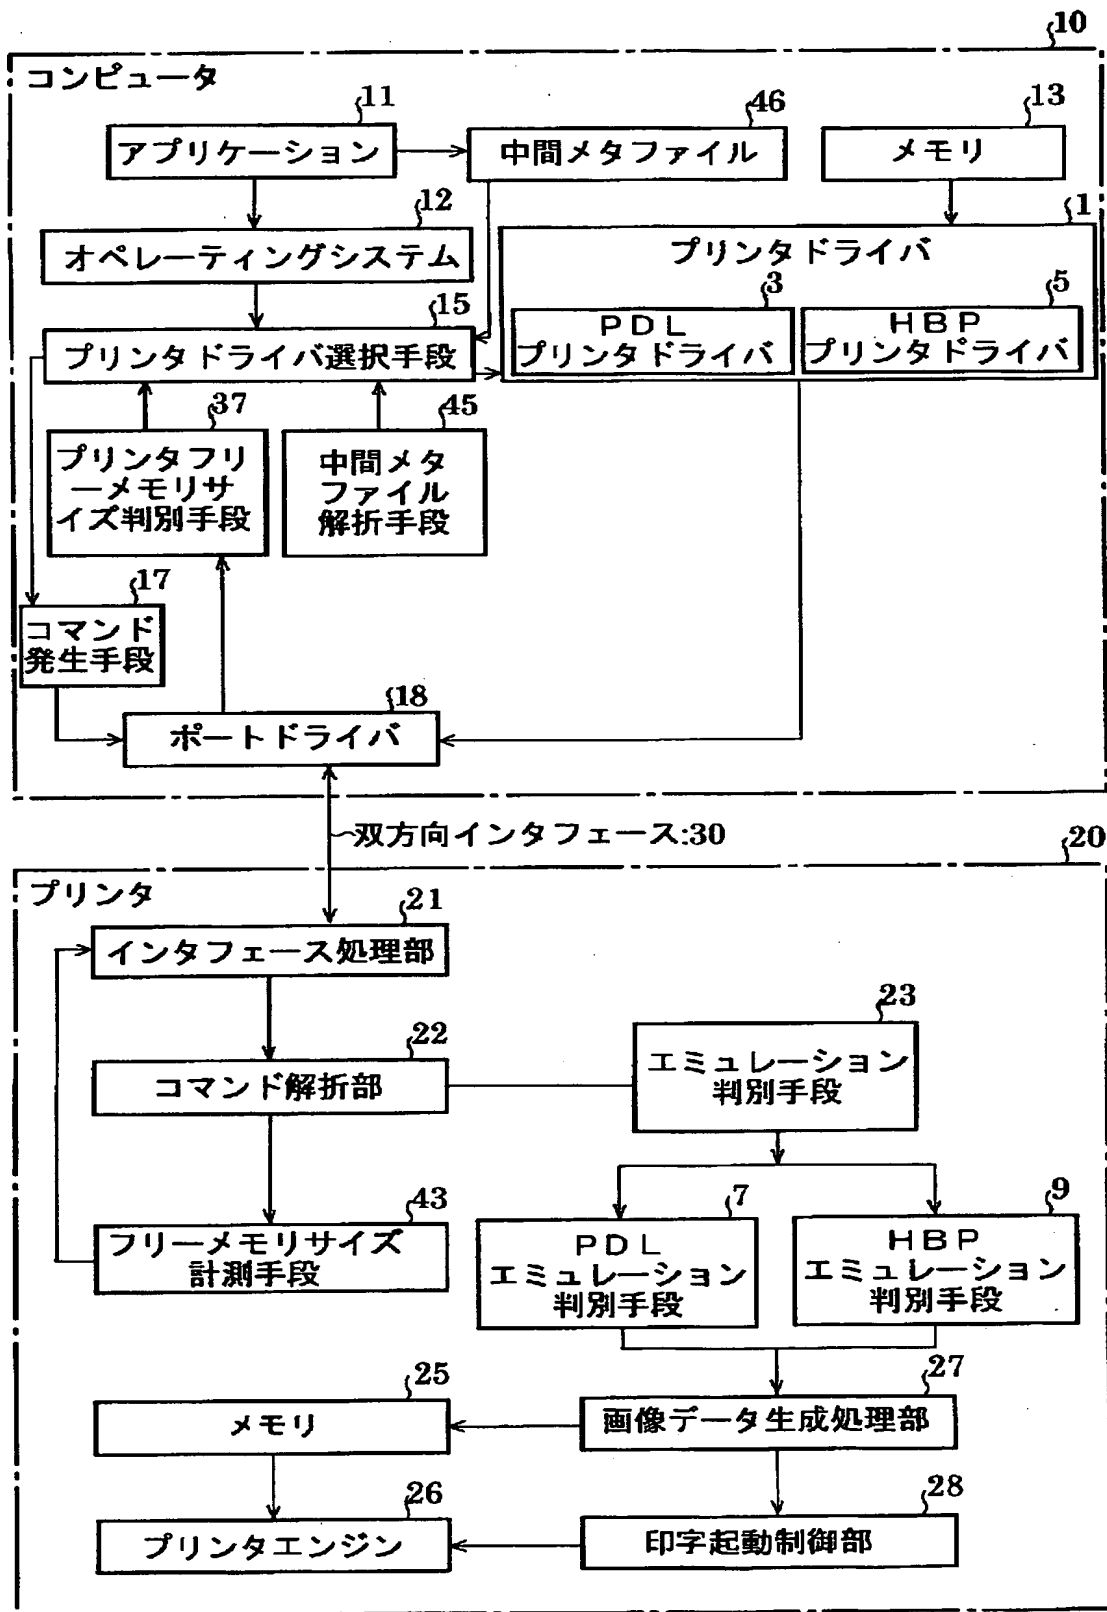 10
コンピュータ
11
アプリケーション
46
中間メタファイル
13
メモリ
12
オペレーティングシステム
1
プリンタドライバ
3
PDL
プリンタドライバ
5
HBP
プリンタドライバ
15
プリンタドライバ選択手段
37
プリンタフリ
ーメモリサ
イズ判別手段
45
中間メタ
ファイル
解折手段
17
コマンド
発生手段
18
ポートドライバ
双方向インタフェース:30
20
プリンタ
21
インタフェース処理部
22
コマンド解折部
23
エミュレーション
判別手段
43
フリーメモリサイズ
計測手段
7
PDL
エミュレーション
判別手段
9
HBP
エミュレーション
判別手段
25
メモリ
27
画像データ生成処理部
26
プリンタエンジン
28
印字起動制御部